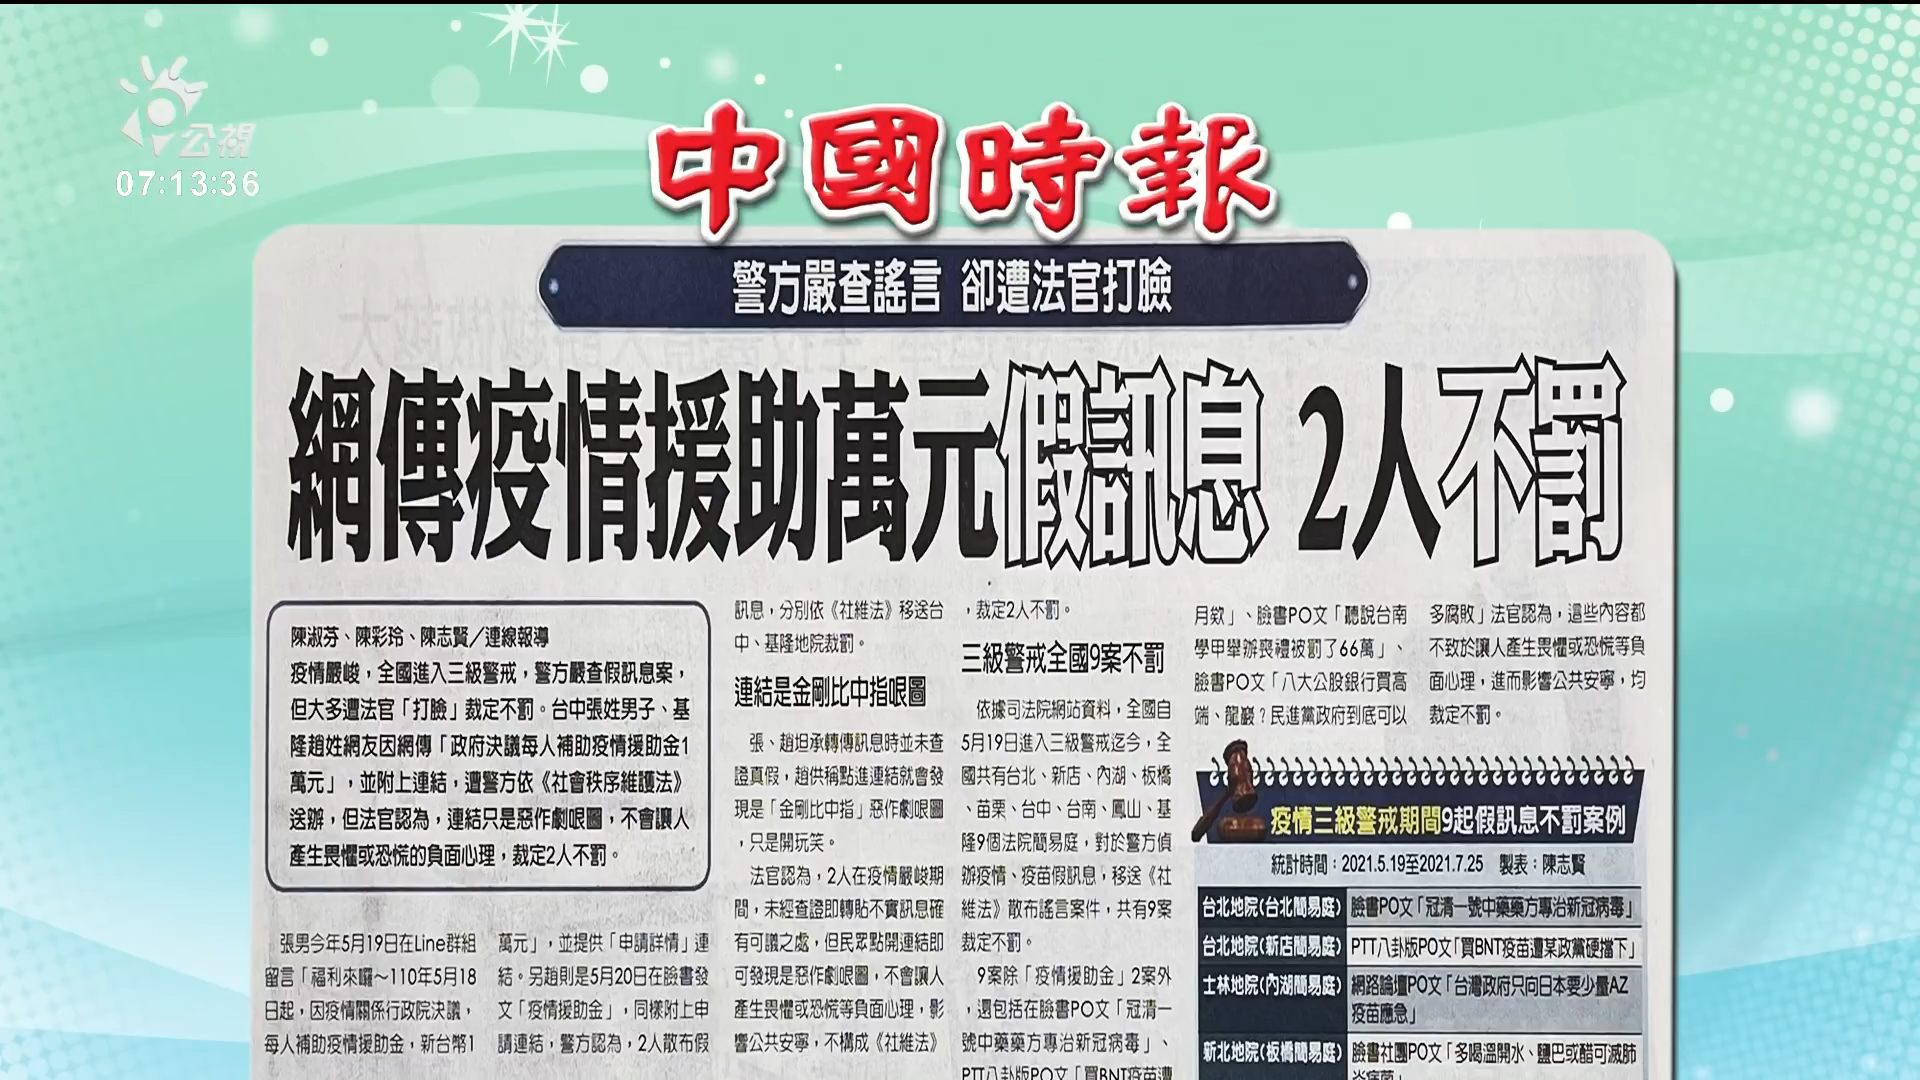 公視
07:13:36
中國時報
警方嚴查謠言 卻遭法官打臉
網傳疫情援助萬元假訊息 2人不罰
陳淑芬、陳彩玲、陳志賢／連線報導
疫情嚴峻，全國進入三級警戒，警方嚴查假訊息案，
但大多遭法官「打臉」裁定不罰。台中張姓男子、基
隆趙姓網友因網傳「政府決議每人補助疫情援助金1
萬元」，並附上連結，遭警方依《社會秩序維護法》
送辦，但法官認為，連結只是惡作劇哏圖，不會讓人
產生畏懼或恐慌的負面心理，裁定2人不罰。
張男今年5月19日在Line群組
留言「福利來囉～110年5月18
日起，因疫情關係行政院決議，
每人補助疫情援助金，新台幣1
萬元」，並提供「申請詳情」連
結。另趙則是5月20日在臉書發
文「疫情援助金」，同樣附上申
請連結，警方認為，2人散布假
訊息，分別依《社維法》移送台
中、基隆地院裁罰。
連結是金剛比中指哏圖
張、趙坦承轉傳訊息時並未查
證真假，趙供稱點進連結就會發
現是「金剛比中指」惡作劇哏圖
，只是開玩笑。
法官認為，2人在疫情嚴峻期
間，未經查證即轉貼不實訊息確
有可議之處，但民眾點開連結即
可發現是惡作劇哏圖，不會讓人
產生畏懼或恐慌等負面心理，影
響公共安寧，不構成《社維法》
，裁定2人不罰。
三級警戒全國9案不罰
依據司法院網站資料，全國自
5月19日進入三級警戒迄今，全
國共有台北、新店、內湖、板橋
、苗栗、台中、台南、鳳山、基
隆9個法院簡易庭，對於警方偵
辦疫情、疫苗假訊息，移送《社
維法》散布謠言案件，共有9案
裁定不罰。
9案除「疫情援助金」2案外
，還包括在臉書PO文「冠清一
號中藥藥方專治新冠病毒」、
PTT八卦版PO文「買BNT疫苗遭
月欸」、臉書PO文「聽說台南
學甲舉辦喪禮被罰了66萬」、
臉書PO文「八大公股銀行買高
端、龍巖？民進黨政府到底可以
多腐敗」法官認為，這些內容都
不致於讓人產生畏懼或恐慌等負
面心理，進而影響公共安寧，均
裁定不罰。
疫情三級警戒期間9起假訊息不罰案例
統計時間：2021.5.19至2021.7.25 製表：陳志賢
台北地院(台北簡易庭) 臉書PO文「冠清一號中藥藥方專治新冠病毒」
台北地院(新店簡易庭) PTT八卦版PO文「買BNT疫苗遭某政黨硬擋下」
士林地院(內湖簡易庭) 網路論壇PO文「台灣政府只向日本要少量AZ
疫苗應急」
新北地院(板橋簡易庭) 臉書社團PO文「多喝溫開水、鹽巴或醋可滅肺
炎病菌」